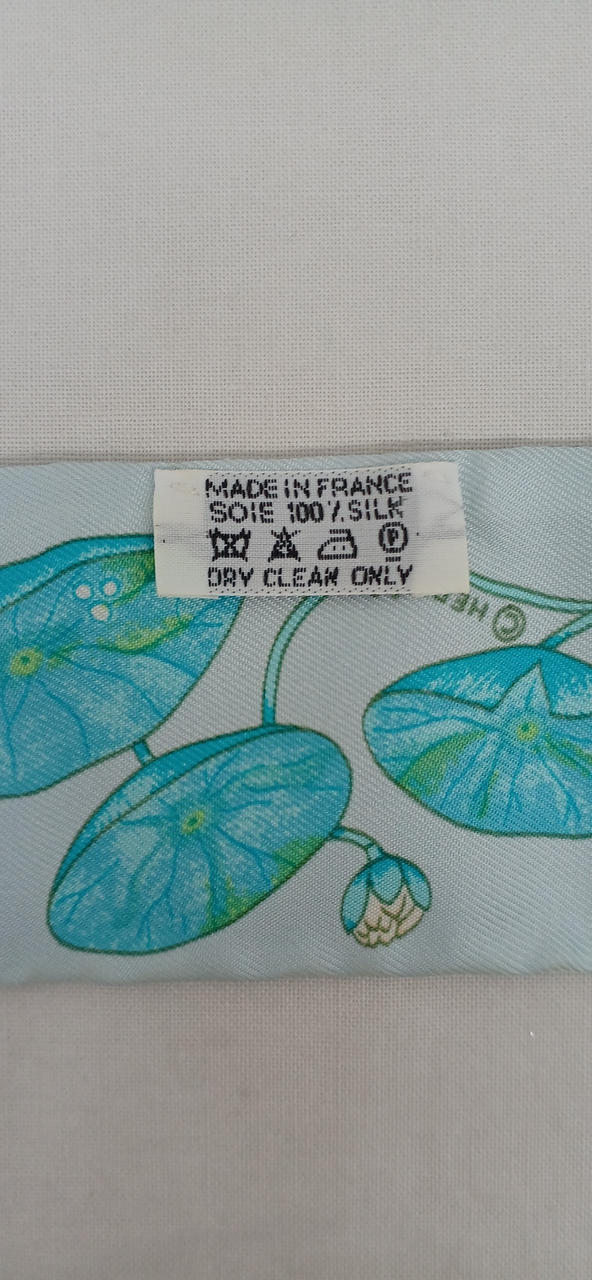 MADE IN FRANCE
SOIE 100% SILK
P
DRY CLEAN ONLY
©